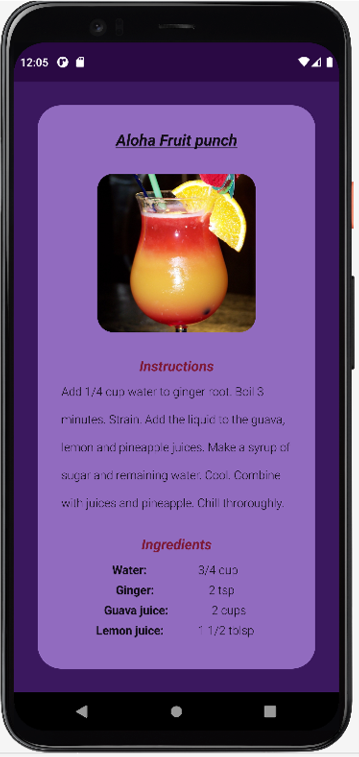 12:05
Aloha Fruit punch
Instructions
Add 1/4 cup water to ginger root. Boil 3
minutes. Strain. Add the liquid to the guava,
lemon and pineapple juices. Make a syrup of
sugar and remaining water. Cool. Combine
with juices and pineapple. Chill throroughly.
Ingredients
Water: 3/4 cup
Ginger: 2 tsp
Guava juice: 2 cups
Lemon juice: 1 1/2 tblsp